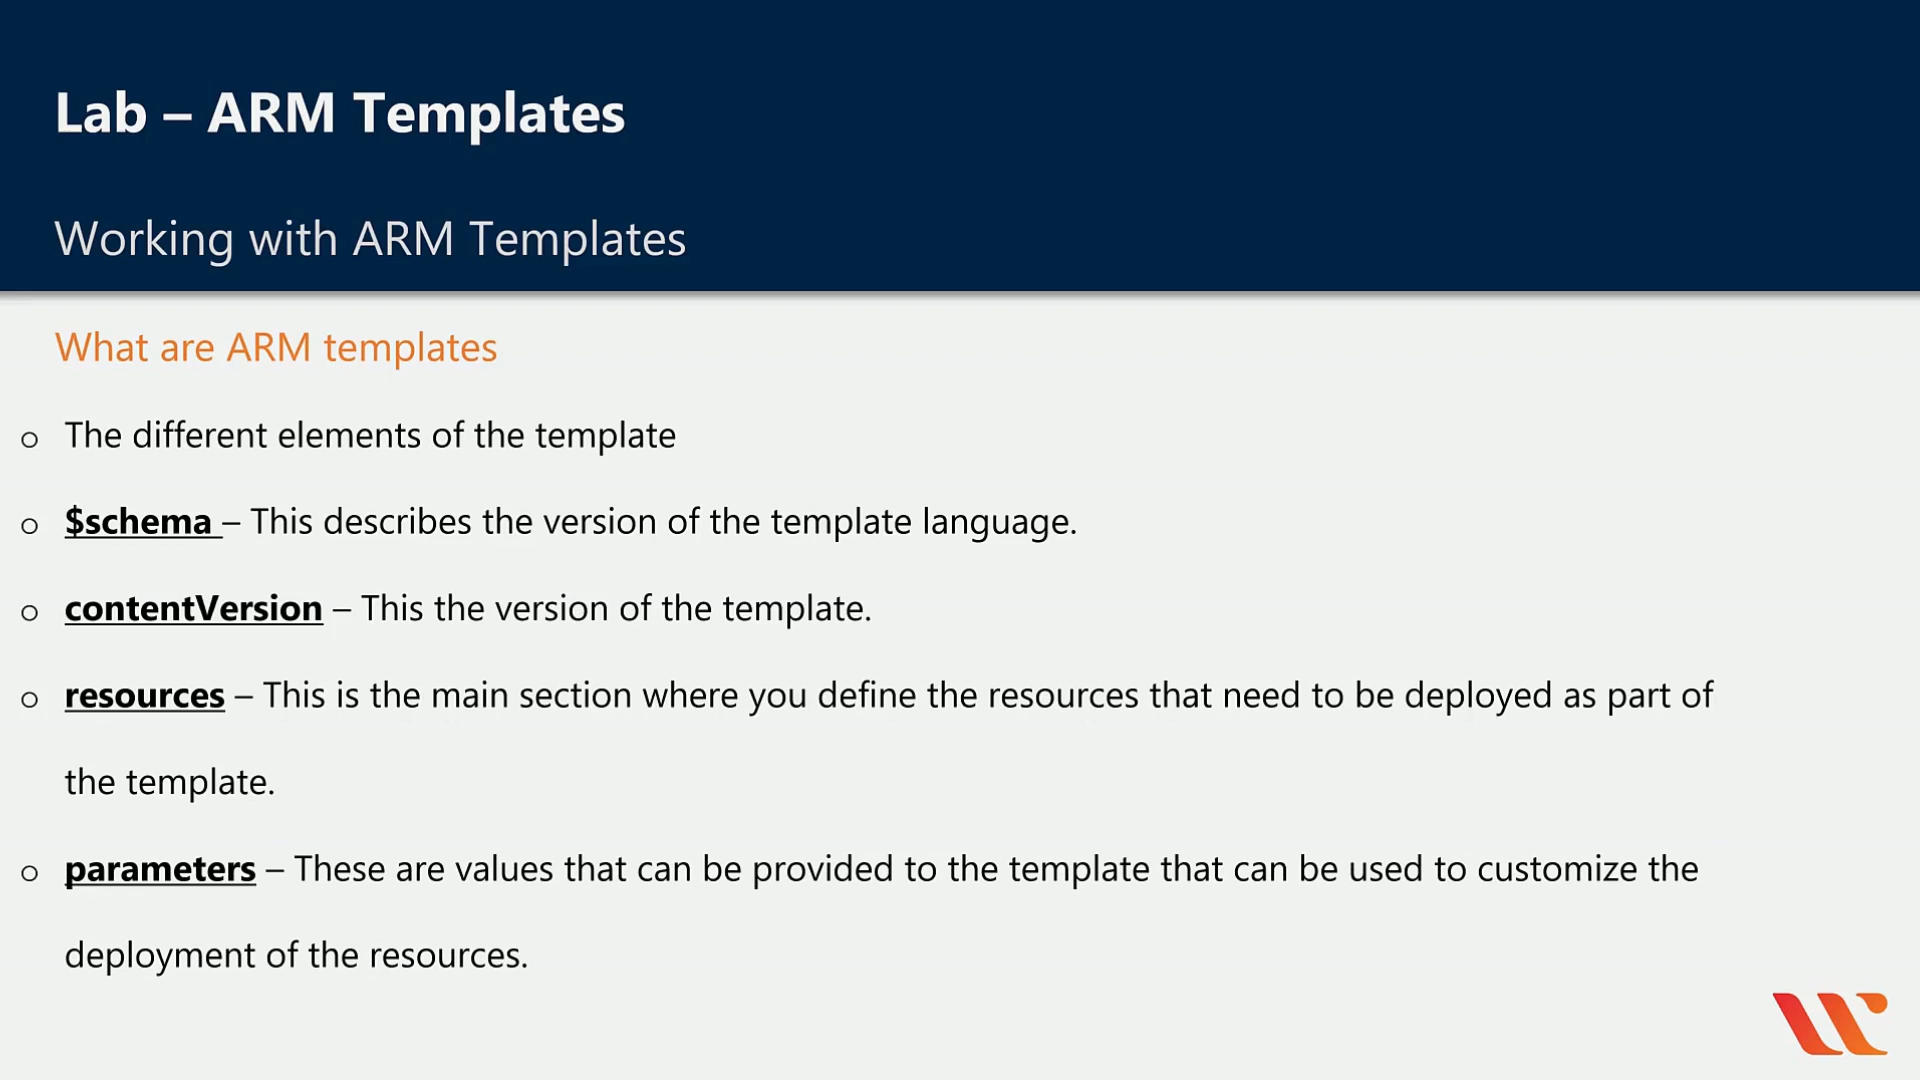 Lab – ARM Templates
Working with ARM Templates
What are ARM templates
o The different elements of the template
o $schema – This describes the version of the template language.
o contentVersion – This the version of the template.
o resources – This is the main section where you define the resources that need to be deployed as part of
the template.
o parameters – These are values that can be provided to the template that can be used to customize the
deployment of the resources.